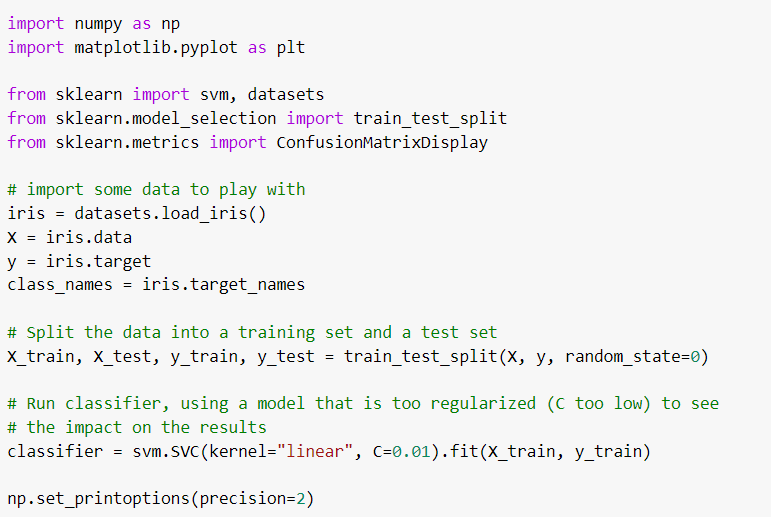 import numpy as np
import matplotlib.pyplot as plt
from sklearn import svm, datasets
from sklearn.model_selection import train_test_split
from sklearn.metrics import ConfusionMatrixDisplay
# import some data to play with
iris = datasets.load_iris()
X = iris.data
y = iris.target
class_names = iris.target_names
# Split the data into a training set and a test set
X_train, X_test, y_train, y_test = train_test_split(X, y, random_state=0)
# Run classifier, using a model that is too regularized (C too low) to see
# the impact on the results
classifier = svm.SVC(kernel="linear", C=0.01).fit(X_train, y_train)
np.set_printoptions(precision=2)